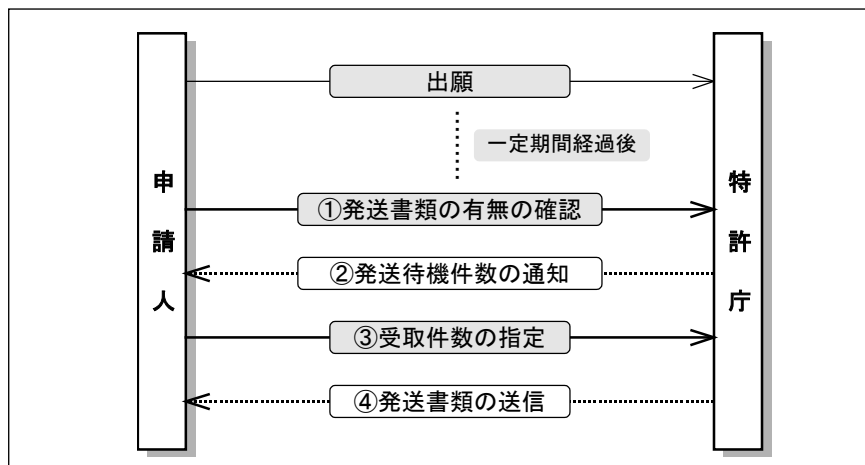 出願
一定期間経過後
申請人
特許庁
①発送書類の有無の確認
②発送待機件数の通知
③受取件数の指定
④発送書類の送信